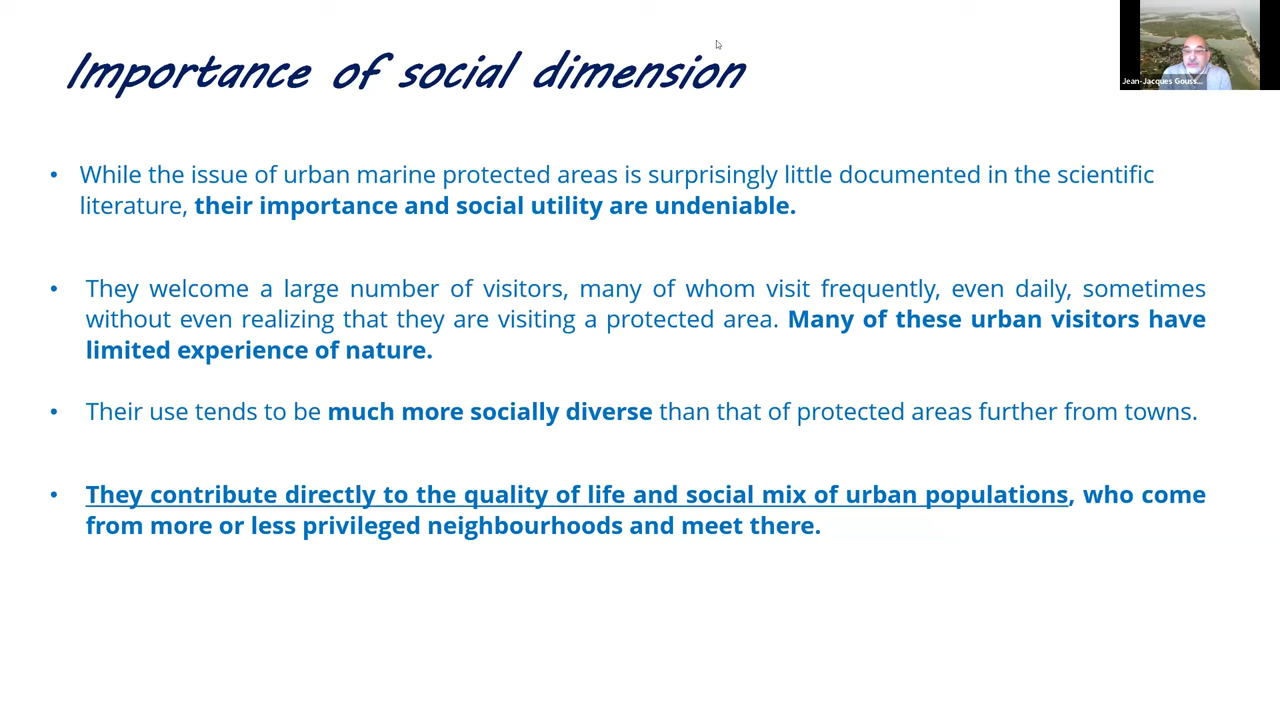 Importance of social dimension
Jean-Jacques Gouss...
• While the issue of urban marine protected areas is surprisingly little documented in the scientific
literature, their importance and social utility are undeniable.
• They welcome a large number of visitors, many of whom visit frequently, even daily, sometimes
without even realizing that they are visiting a protected area. Many of these urban visitors have
limited experience of nature.
• Their use tends to be much more socially diverse than that of protected areas further from towns.
• They contribute directly to the quality of life and social mix of urban populations, who come
from more or less privileged neighbourhoods and meet there.